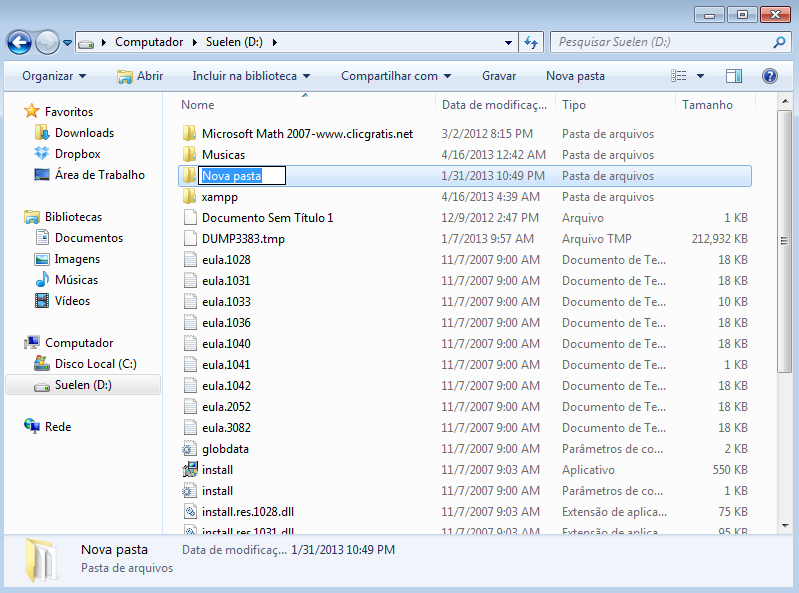 Computador Suelen (D:) Pesquisar Suelen (D:)
Organizar Abrir Incluir na biblioteca Compartilhar com Gravar Nova pasta
Favoritos
Downloads
Dropbox
Área de Trabalho
Bibliotecas
Documentos
Imagens
Músicas
Vídeos
Computador
Disco Local (C:)
Suelen (D:)
Rede
Nome Data de modificaç... Tipo Tamanho
Microsoft Math 2007-www.clicgratis.net 3/2/2012 8:15 PM Pasta de arquivos
Musicas 4/16/2013 12:42 AM Pasta de arquivos
Nova pasta 1/31/2013 10:49 PM Pasta de arquivos
xampp 4/16/2013 4:39 AM Pasta de arquivos
Documento Sem Título 1 12/9/2012 2:47 PM Arquivo 1 KB
DUMP3383.tmp 1/7/2013 9:57 AM Arquivo TMP 212,932 KB
eula.1028 11/7/2007 9:00 AM Documento de Te... 18 KB
eula.1031 11/7/2007 9:00 AM Documento de Te... 18 KB
eula.1033 11/7/2007 9:00 AM Documento de Te... 10 KB
eula.1036 11/7/2007 9:00 AM Documento de Te... 18 KB
eula.1040 11/7/2007 9:00 AM Documento de Te... 18 KB
eula.1041 11/7/2007 9:00 AM Documento de Te... 1 KB
eula.1042 11/7/2007 9:00 AM Documento de Te... 18 KB
eula.2052 11/7/2007 9:00 AM Documento de Te... 18 KB
eula.3082 11/7/2007 9:00 AM Documento de Te... 18 KB
globdata 11/7/2007 9:00 AM Parâmetros de co... 2 KB
install 11/7/2007 9:03 AM Aplicativo 550 KB
install 11/7/2007 9:00 AM Parâmetros de co... 1 KB
install.res.1028.dll 11/7/2007 9:03 AM Extensão de aplica... 75 KB
install.res.1031.dll 11/7/2007 9:03 AM Extensão de aplica... 95 KB
Nova pasta Data de modificaç... 1/31/2013 10:49 PM
Pasta de arquivos